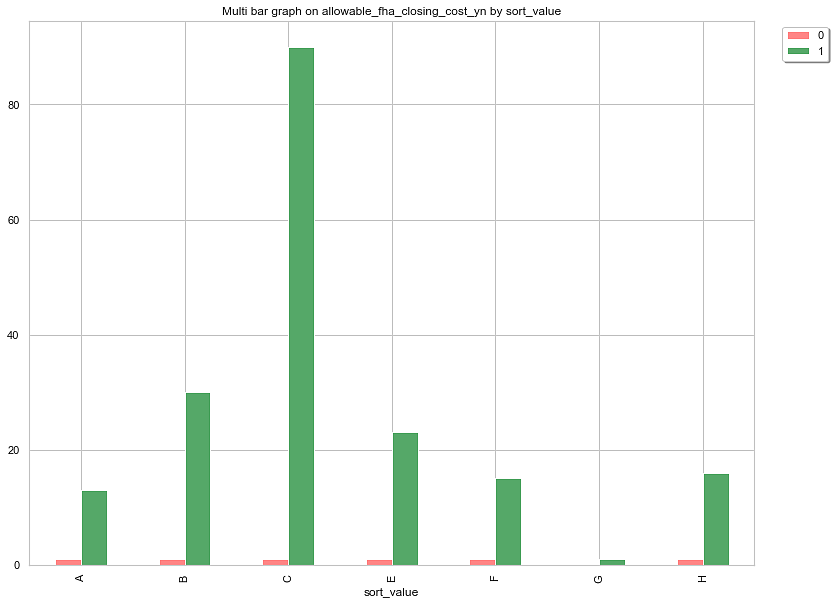 Multi bar graph on allowable_fha_closing_cost_yn by sort_value
0
1
80
60
40
20
0
A B C E F G H
sort_value